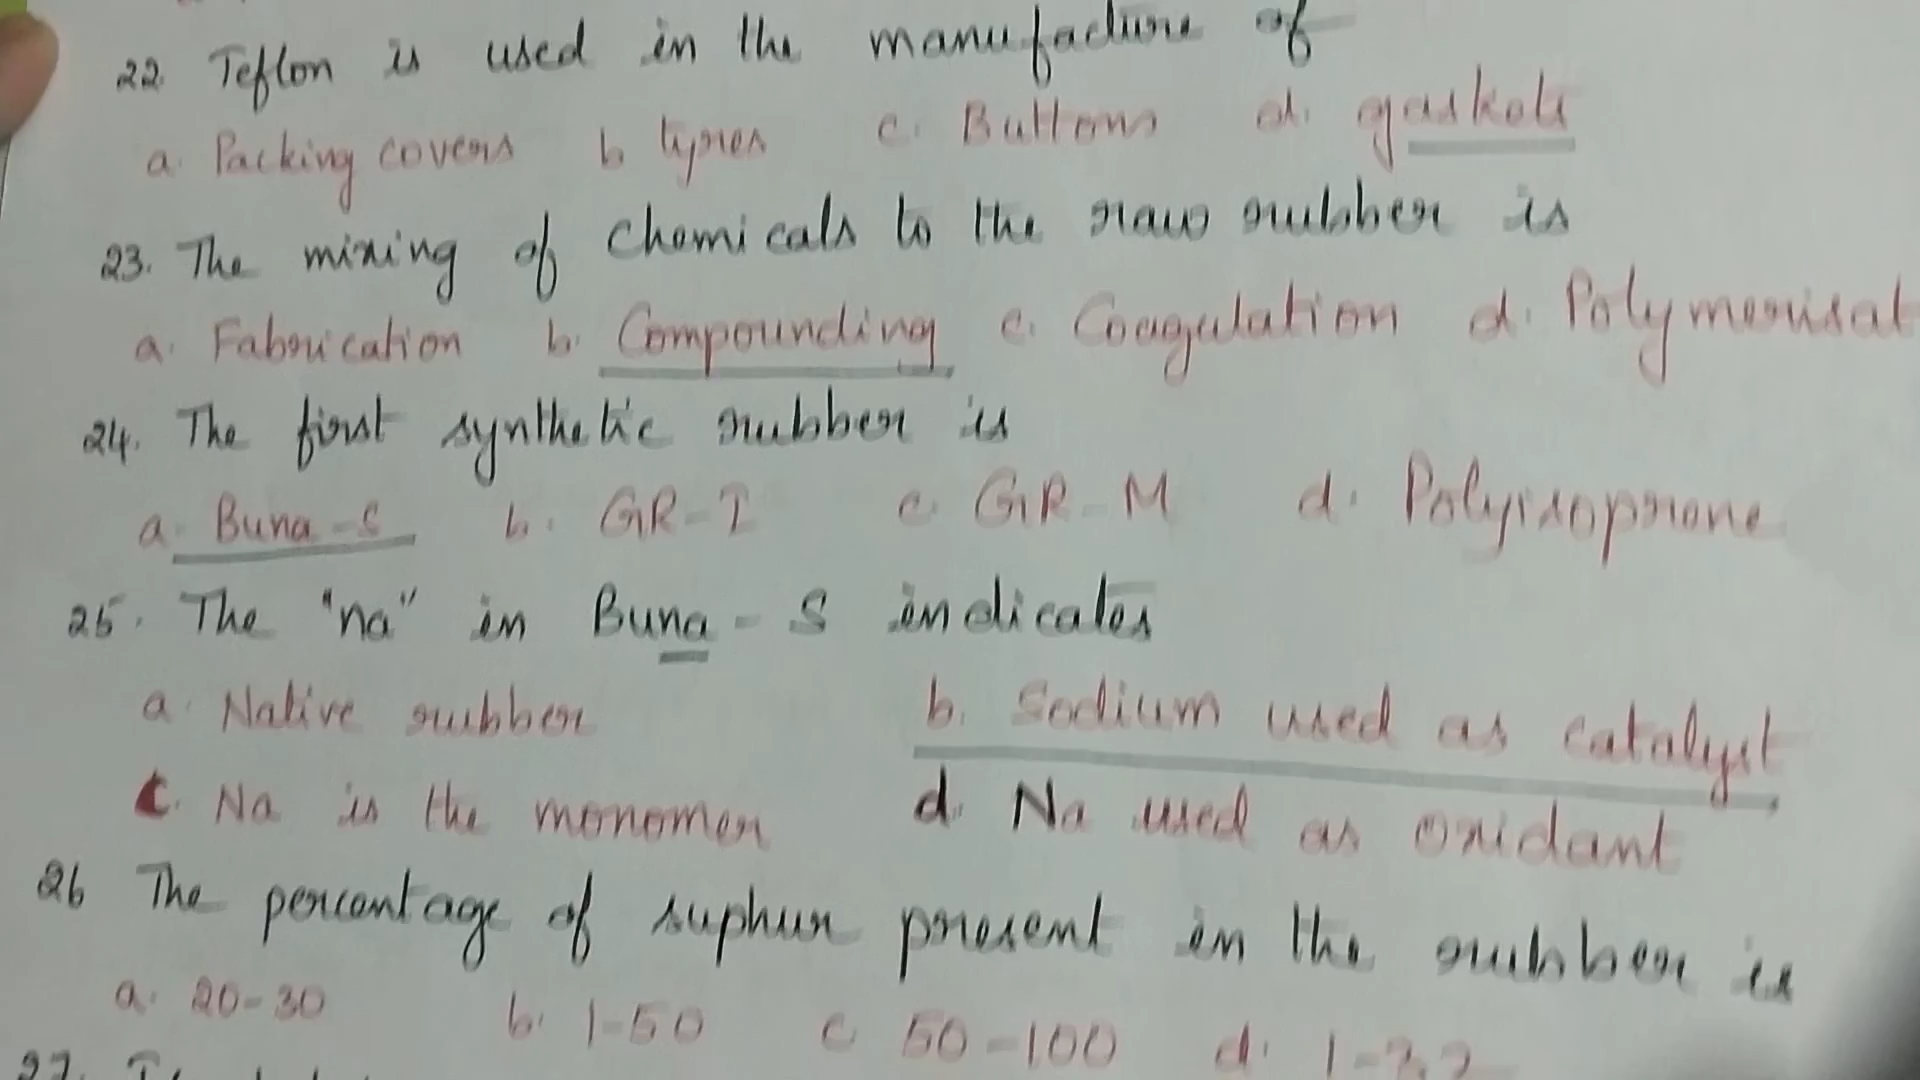 22. Teflon is used in the manufacture of
a. Packing covers b tyres c. Buttons d. gaskets
23. The mixing of chemicals to the raw rubber is
a. Fabrication b. Compounding c. Coagulation d. Polymerisat
24. The first synthetic rubber is
a. Buna-S b. GR-I c. GR-M d. Polyisoprene
25. The "na" in Buna-S indicates
a. Native rubber b. Sodium used as catalyst
c. Na is the monomer d. Na used as oxidant
26 The percentage of suphur present in the rubber is
a. 20-30 b. 1-50 c 50-100 d.
27.